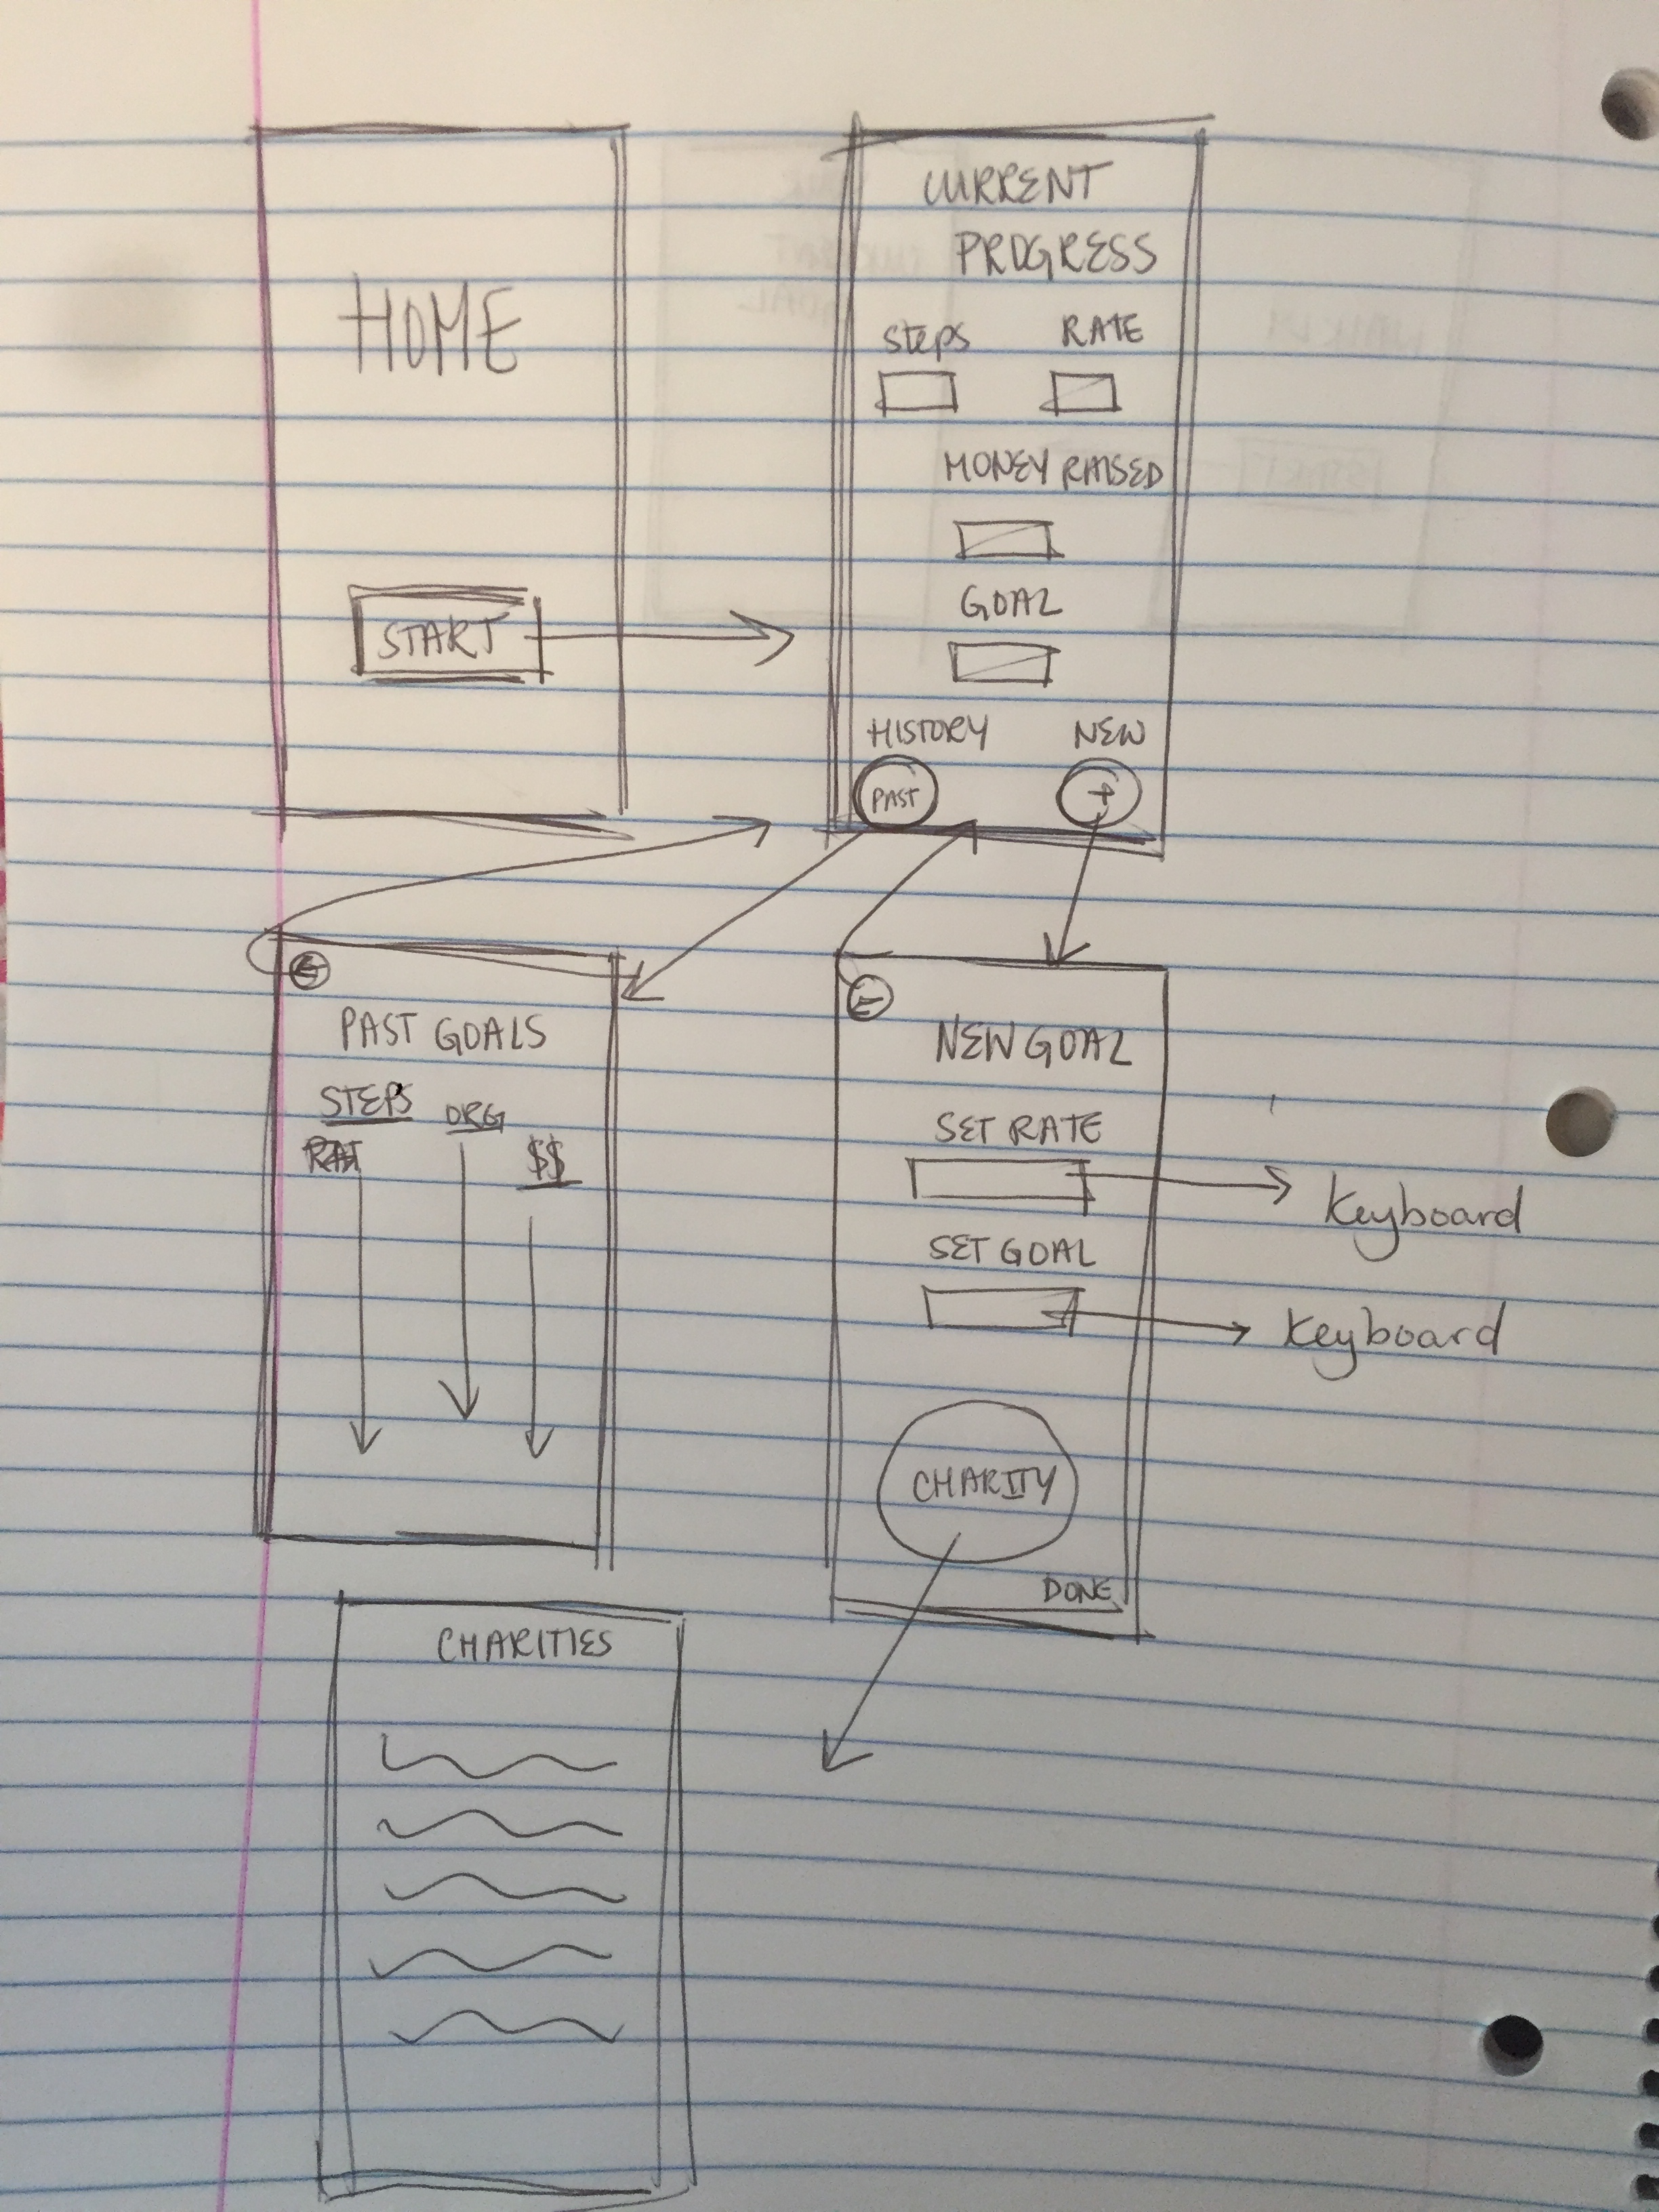 HOME
START
CURRENT
PROGRESS
Steps RATE
MONEY RAISED
GOAL
HISTORY NEW
PAST +
PAST GOALS
STEPS ORG
$$
NEW GOAL
SET RATE
Keyboard
SET GOAL
Keyboard
CHARITY
DONE
CHARITIES